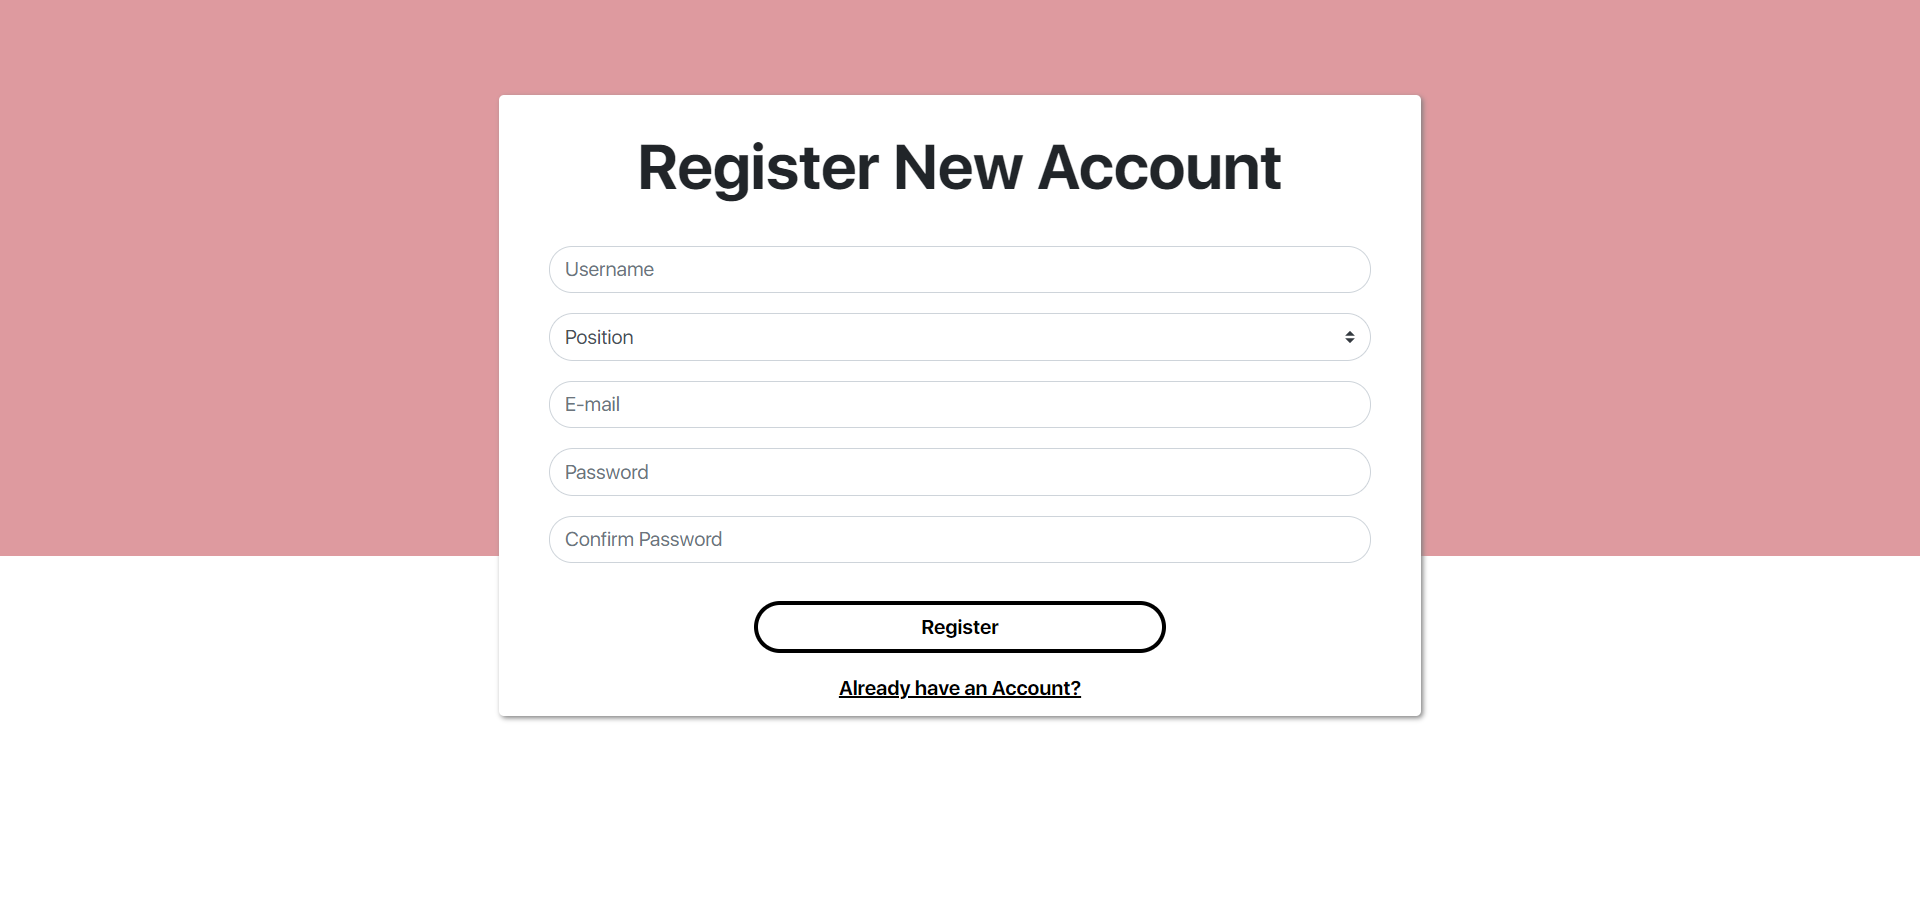 Register New Account
Username
Position
E-mail
Password
Confirm Password
Register
Already have an Account?